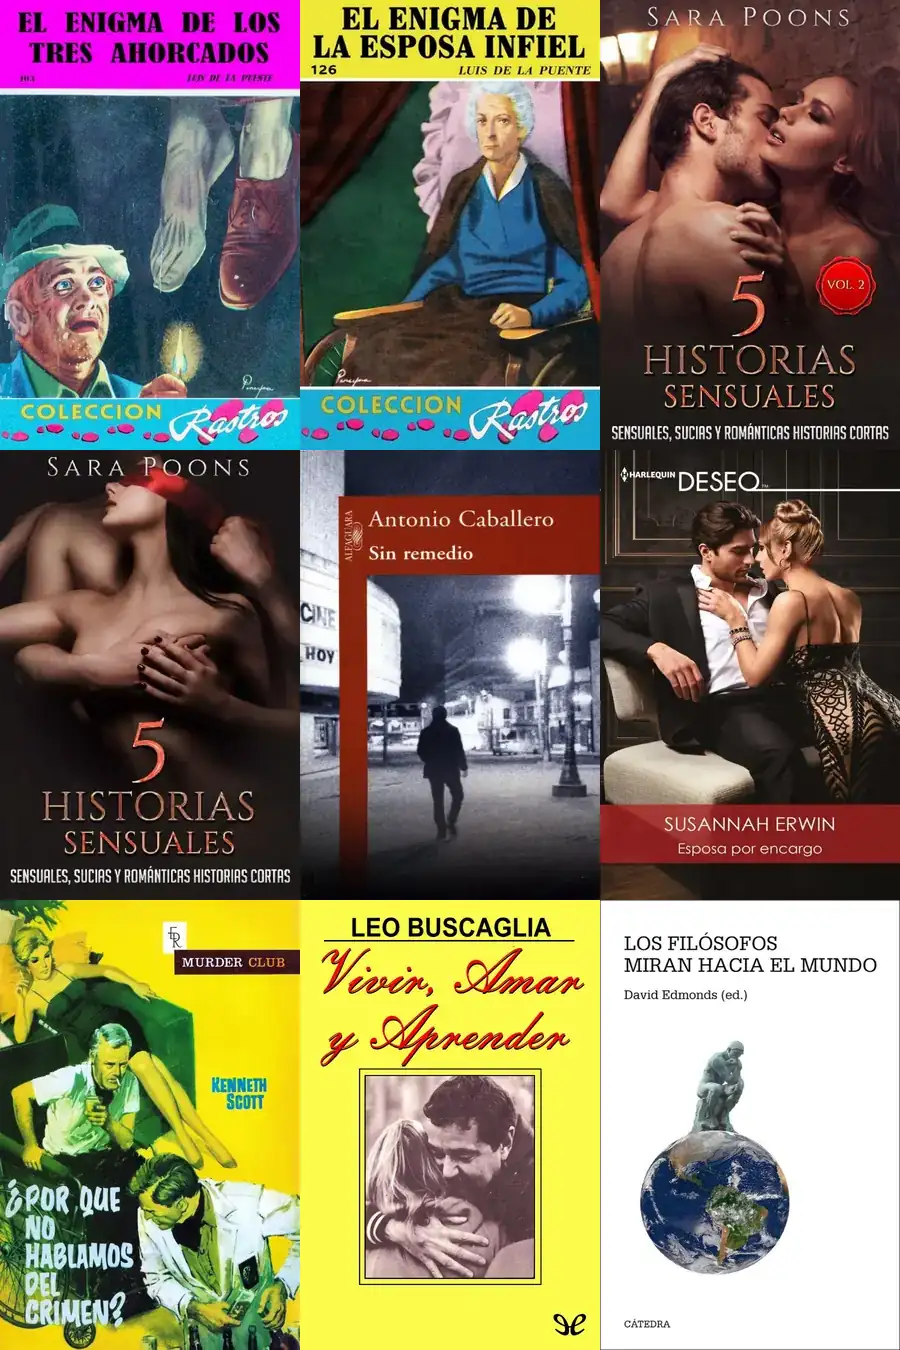 EL ENIGMA DE LOS
TRES AHORCADOS
103
LUIS DE LA PUENTE
COLECCION
Rastros
EL ENIGMA DE
LA ESPOSA INFIEL
126
LUIS DE LA PUENTE
COLECCION
Rastros
SARA POONS
VOL. 2
5
HISTORIAS
SENSUALES
SENSUALES, SUCIAS Y ROMÁNTICAS HISTORIAS CORTAS
SARA POONS
5
HISTORIAS
SENSUALES
SENSUALES, SUCIAS Y ROMÁNTICAS HISTORIAS CORTAS
ALFAGUARA
Antonio Caballero
Sin remedio
CINE
HOY
HARLEQUIN
DESEO
SUSANNAH ERWIN
Esposa por encargo
MURDER CLUB
KENNETH
SCOTT
¿POR QUE
NO
HABLAMOS
DEL
CRIMEN?
LEO BUSCAGLIA
Vivir, Amar
y Aprender
LOS FILÓSOFOS
MIRAN HACIA EL MUNDO
David Edmonds (ed.)
CÁTEDRA